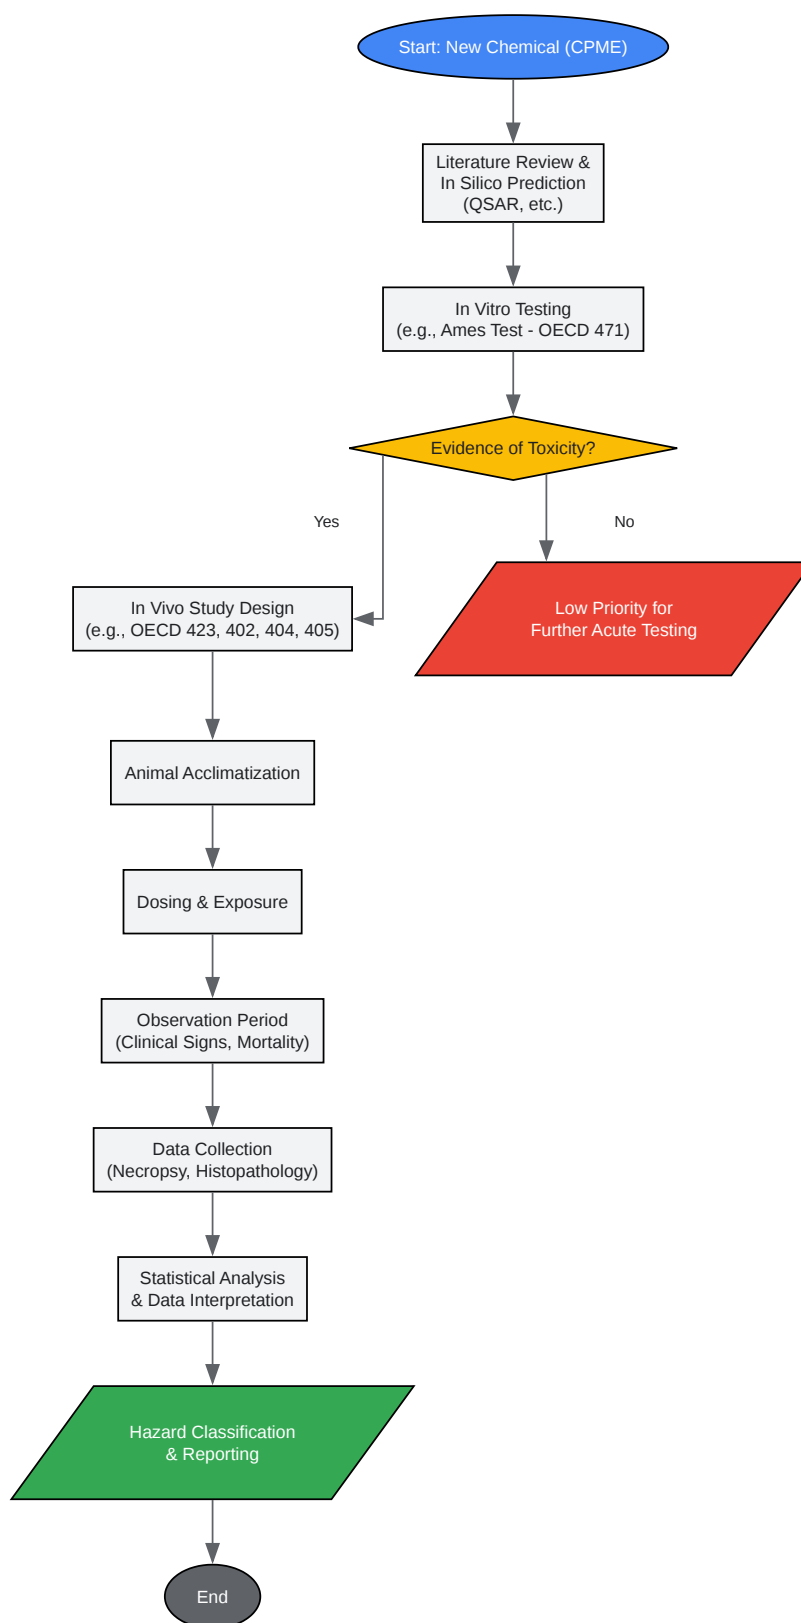 Start: New Chemical (CPME)
Literature Review &
In Silico Prediction
(QSAR, etc.)
In Vitro Testing
(e.g., Ames Test - OECD 471)
Evidence of Toxicity?
Yes
No
In Vivo Study Design
(e.g., OECD 423, 402, 404, 405)
Low Priority for
Further Acute Testing
Animal Acclimatization
Dosing & Exposure
Observation Period
(Clinical Signs, Mortality)
Data Collection
(Necropsy, Histopathology)
Statistical Analysis
& Data Interpretation
Hazard Classification
& Reporting
End